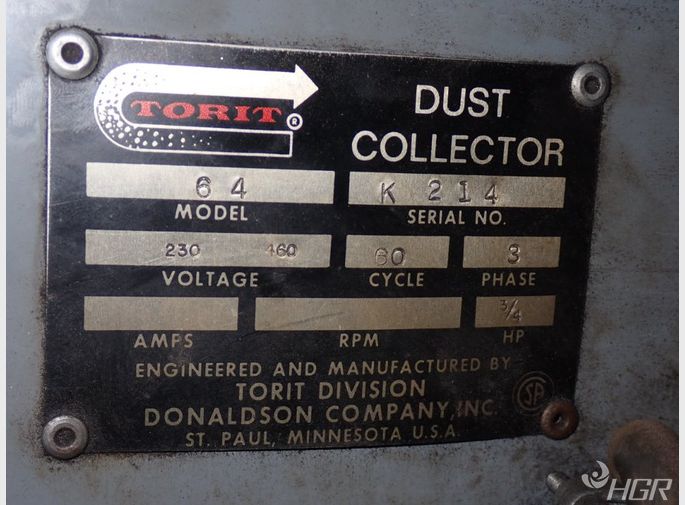 TORIT ®
DUST
COLLECTOR
64
K 214
MODEL
SERIAL NO.
230 460
60
3
VOLTAGE
CYCLE
PHASE
3/4
AMPS
RPM
HP
ENGINEERED AND MANUFACTURED BY
TORIT DIVISION
DONALDSON COMPANY, INC.
ST. PAUL, MINNESOTA U.S.A.
SA
HGR